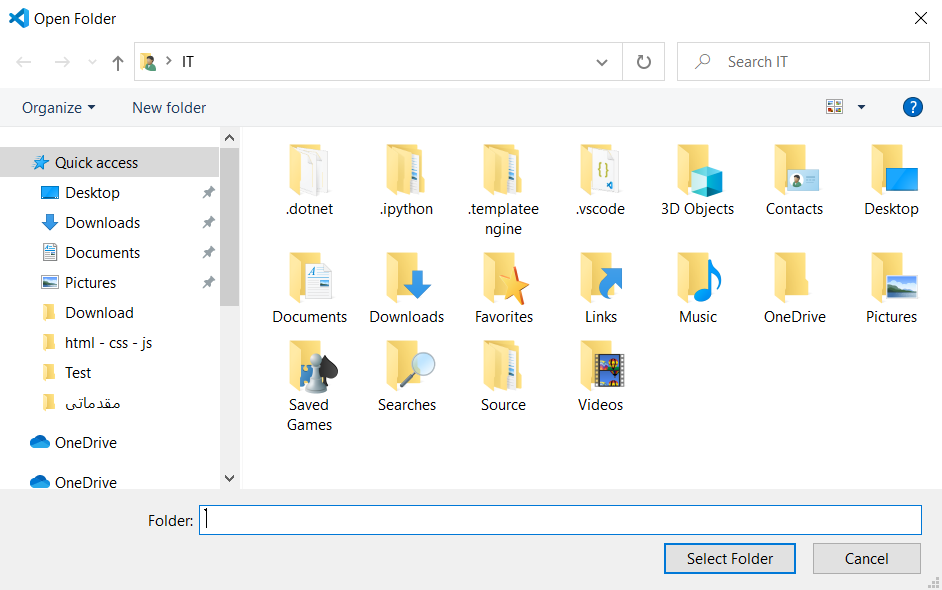 Open Folder
IT
Search IT
Organize
New folder
Quick access
Desktop
Downloads
Documents
Pictures
Download
html - css - js
Test
مقدماتی
OneDrive
OneDrive
.dotnet
.ipython
.templatee
ngine
.vscode
3D Objects
Contacts
Desktop
Documents
Downloads
Favorites
Links
Music
OneDrive
Pictures
Saved
Games
Searches
Source
Videos
Folder:
Select Folder
Cancel